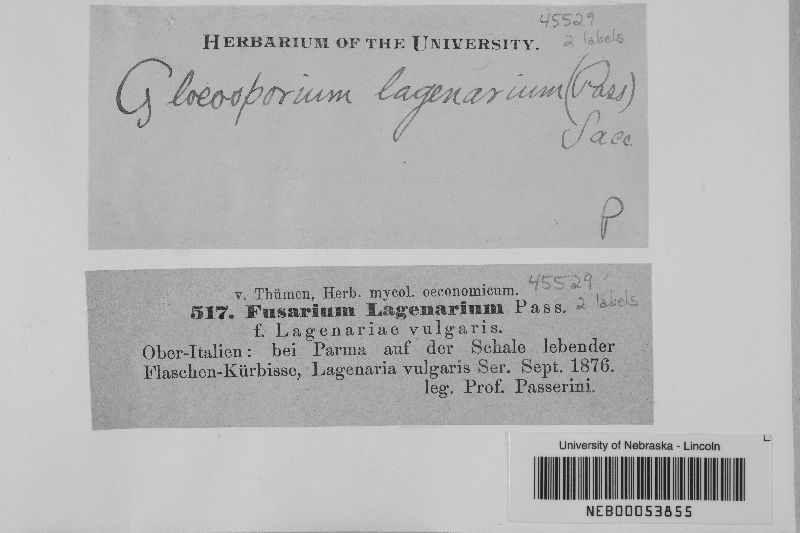 45529
2 labels
HERBARIUM OF THE UNIVERSITY.
Gloeosporium lagenarium (Pass)
Sacc.
P
45529
2 labels
v. Thümen, Herb. mycol. oeconomicum.
517. Fusarium Lagenarium Pass.
f. Lagenariae vulgaris.
Ober-Italien: bei Parma auf der Schale lebender
Flaschen-Kürbisse, Lagenaria vulgaris Ser. Sept. 1876.
leg. Prof. Passerini.
University of Nebraska - Lincoln
NEB00053855